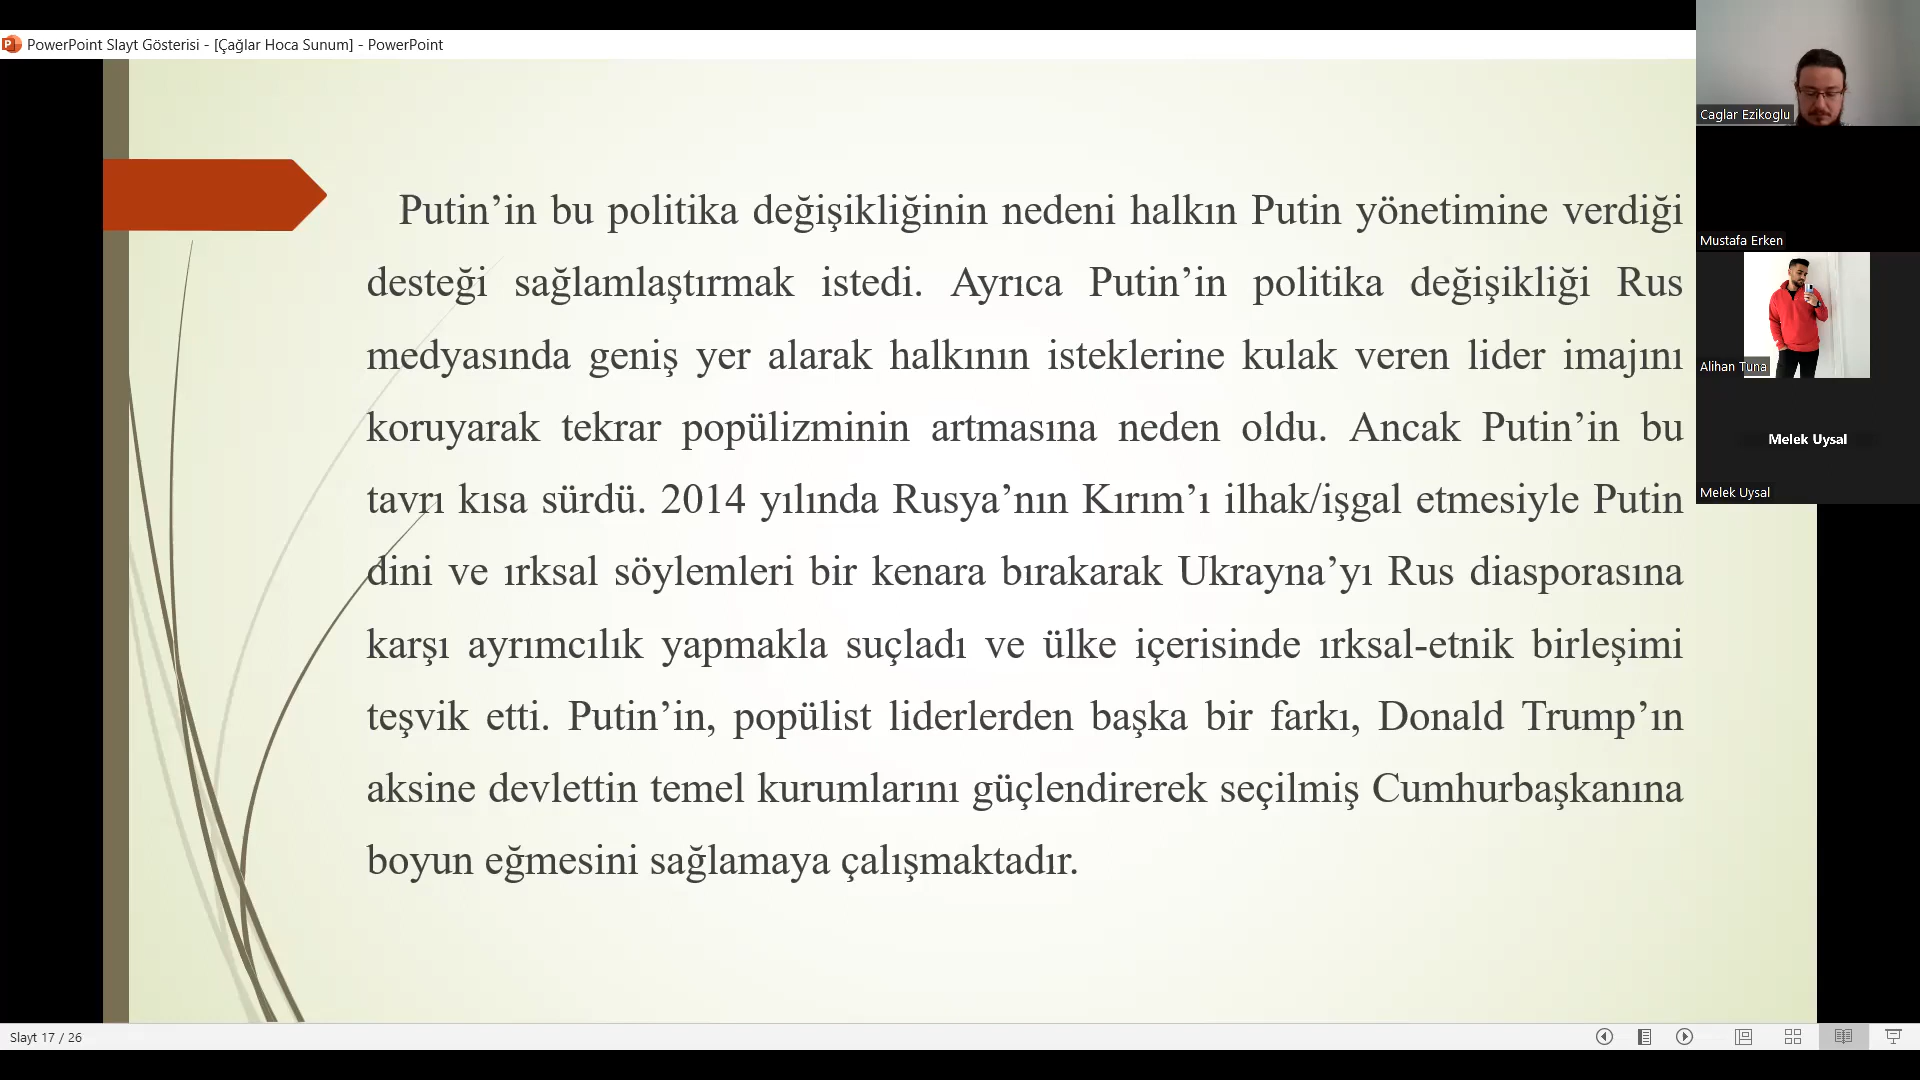 PowerPoint Slayt Gösterisi - [Çağlar Hoca Sunum] - PowerPoint
Putin’in bu politika değişikliğinin nedeni halkın Putin yönetimine verdiği
desteği sağlamlaştırmak istedi. Ayrıca Putin’in politika değişikliği Rus
medyasında geniş yer alarak halkının isteklerine kulak veren lider imajını
koruyarak tekrar popülizminin artmasına neden oldu. Ancak Putin’in bu
tavrı kısa sürdü. 2014 yılında Rusya’nın Kırım’ı ilhak/işgal etmesiyle Putin
dini ve ırksal söylemleri bir kenara bırakarak Ukrayna’yı Rus diasporasına
karşı ayrımcılık yapmakla suçladı ve ülke içerisinde ırksal-etnik birleşimi
teşvik etti. Putin’in, popülist liderlerden başka bir farkı, Donald Trump’ın
aksine devlettin temel kurumlarını güçlendirerek seçilmiş Cumhurbaşkanına
boyun eğmesini sağlamaya çalışmaktadır.
Caglar Ezikoglu
Mustafa Erken
Alihan Tuna
Melek Uysal
Melek Uysal
Slayt 17 / 26